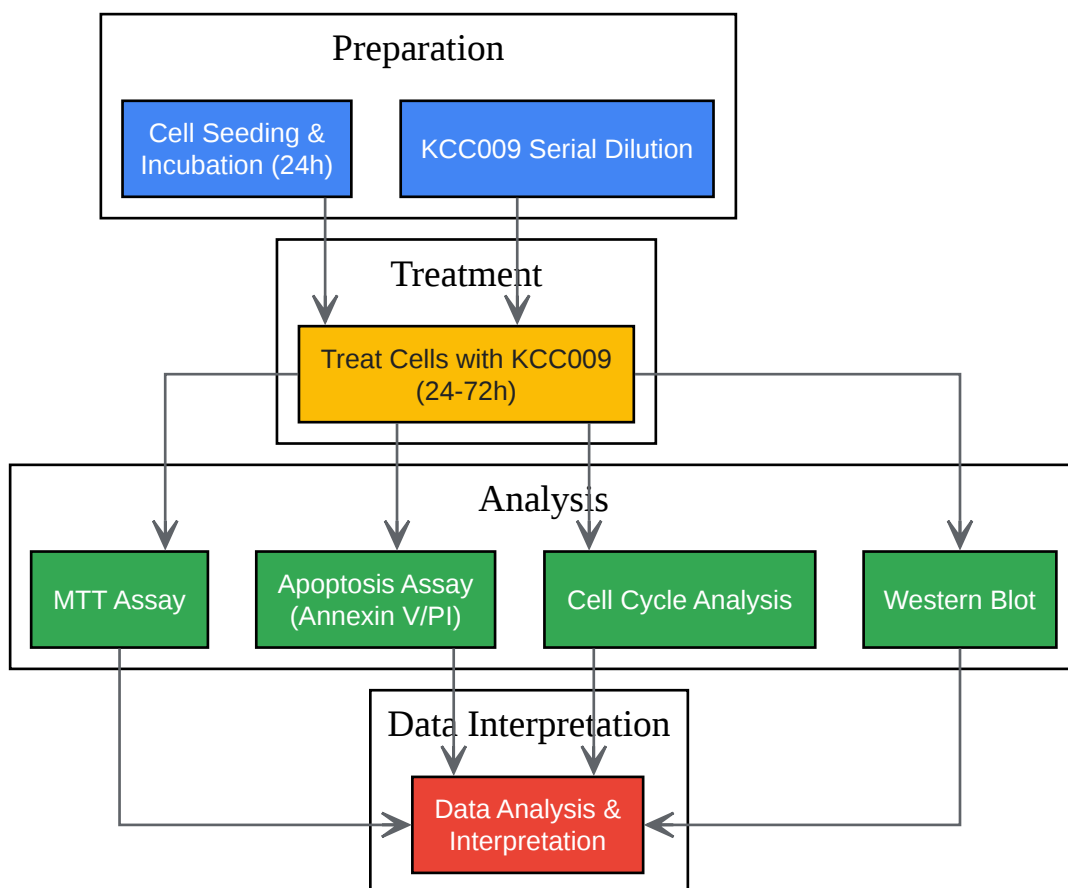 Preparation
Cell Seeding &
Incubation (24h)
KCC009 Serial Dilution
Treatment
Treat Cells with KCC009
(24-72h)
Analysis
MTT Assay
Apoptosis Assay
(Annexin V/PI)
Cell Cycle Analysis
Western Blot
Data Interpretation
Data Analysis &
Interpretation